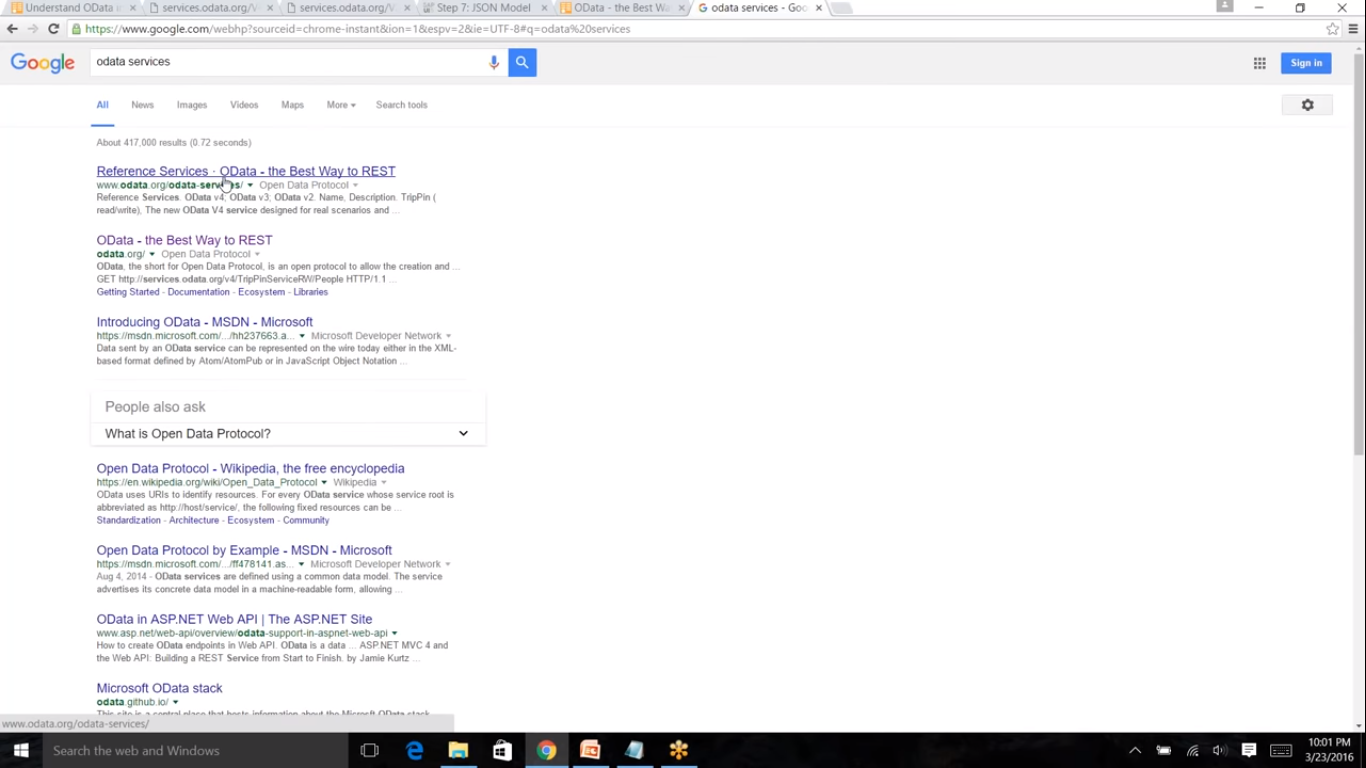 Understand OData in
services.odata.org/V
services.odata.org/V
Step 7: JSON Model
OData - the Best Wa
odata services - Goo
https://www.google.com/webhp?sourceid=chrome-instant&ion=1&espv=2&ie=UTF-8#q=odata%20services
Google
odata services
Sign in
All News Images Videos Maps More Search tools
About 417,000 results (0.72 seconds)
Reference Services · OData - the Best Way to REST
www.odata.org/odata-services/ Open Data Protocol
Reference Services. OData v4; OData v3; OData v2. Name, Description. TripPin (
read/write), The new OData V4 service designed for real scenarios and ...
OData - the Best Way to REST
odata.org/ Open Data Protocol
OData, the short for Open Data Protocol, is an open protocol to allow the creation and ...
GET http://services.odata.org/v4/TripPinServiceRW/People HTTP/1.1 ...
Getting Started - Documentation - Ecosystem - Libraries
Introducing OData - MSDN - Microsoft
https://msdn.microsoft.com/.../hh237663.a... Microsoft Developer Network
Data sent by an OData service can be represented on the wire today either in the XML-
based format defined by Atom/AtomPub or in JavaScript Object Notation ...
People also ask
What is Open Data Protocol?
Open Data Protocol - Wikipedia, the free encyclopedia
https://en.wikipedia.org/wiki/Open_Data_Protocol Wikipedia
OData uses URIs to identify resources. For every OData service whose service root is
abbreviated as http://host/service/, the following fixed resources can be ...
Standardization - Architecture - Ecosystem - Community
Open Data Protocol by Example - MSDN - Microsoft
https://msdn.microsoft.com/.../ff478141.as... Microsoft Developer Network
Aug 4, 2014 - OData services are defined using a common data model. The service
advertises its concrete data model in a machine-readable form, allowing ...
OData in ASP.NET Web API | The ASP.NET Site
www.asp.net/web-api/overview/odata-support-in-aspnet-web-api
How to create OData endpoints in Web API. OData is a data ... ASP.NET MVC 4 and
the Web API: Building a REST Service from Start to Finish. by Jamie Kurtz ...
Microsoft OData stack
odata.github.io/
This site is a central place that hosts information about the Microsft OData stack
www.odata.org/odata-services/
Search the web and Windows
10:01 PM
3/23/2016